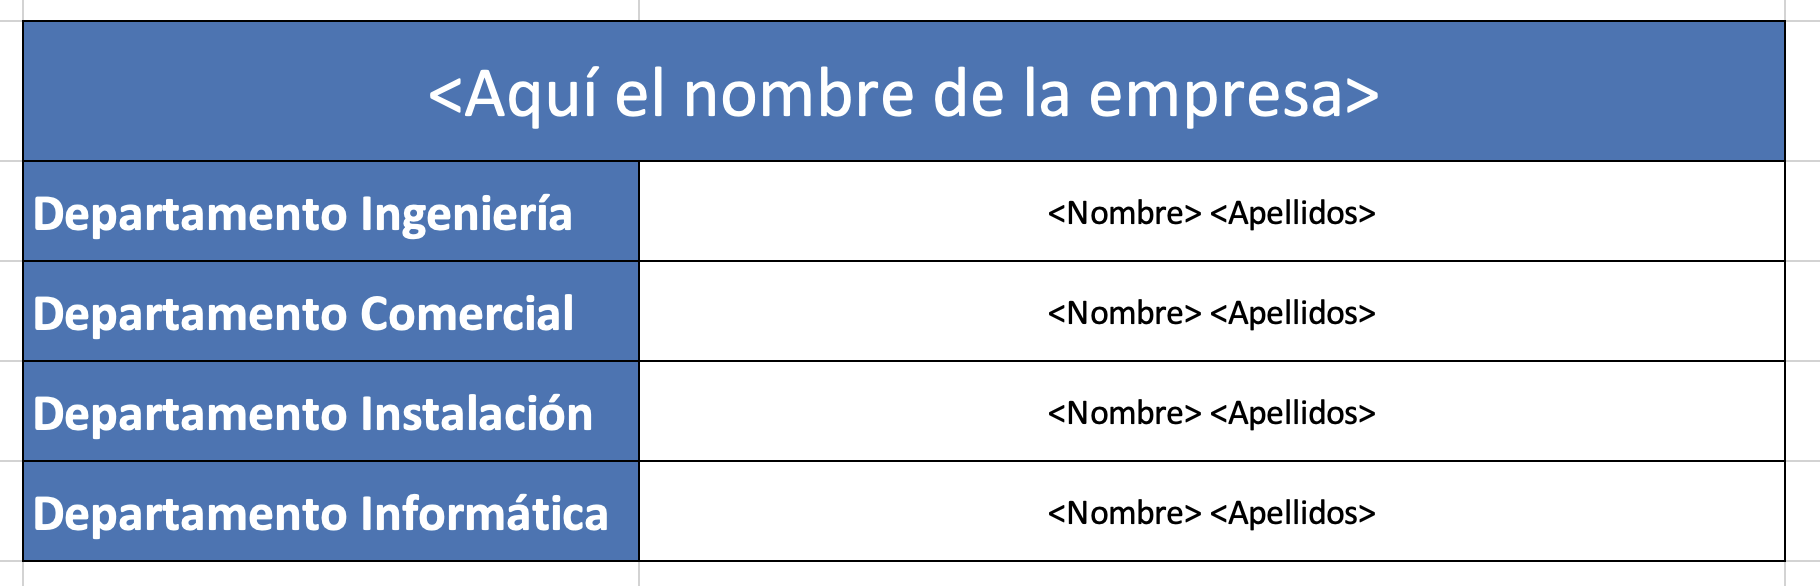 <Aquí el nombre de la empresa>
Departamento Ingeniería <Nombre> <Apellidos>
Departamento Comercial <Nombre> <Apellidos>
Departamento Instalación <Nombre> <Apellidos>
Departamento Informática <Nombre> <Apellidos>